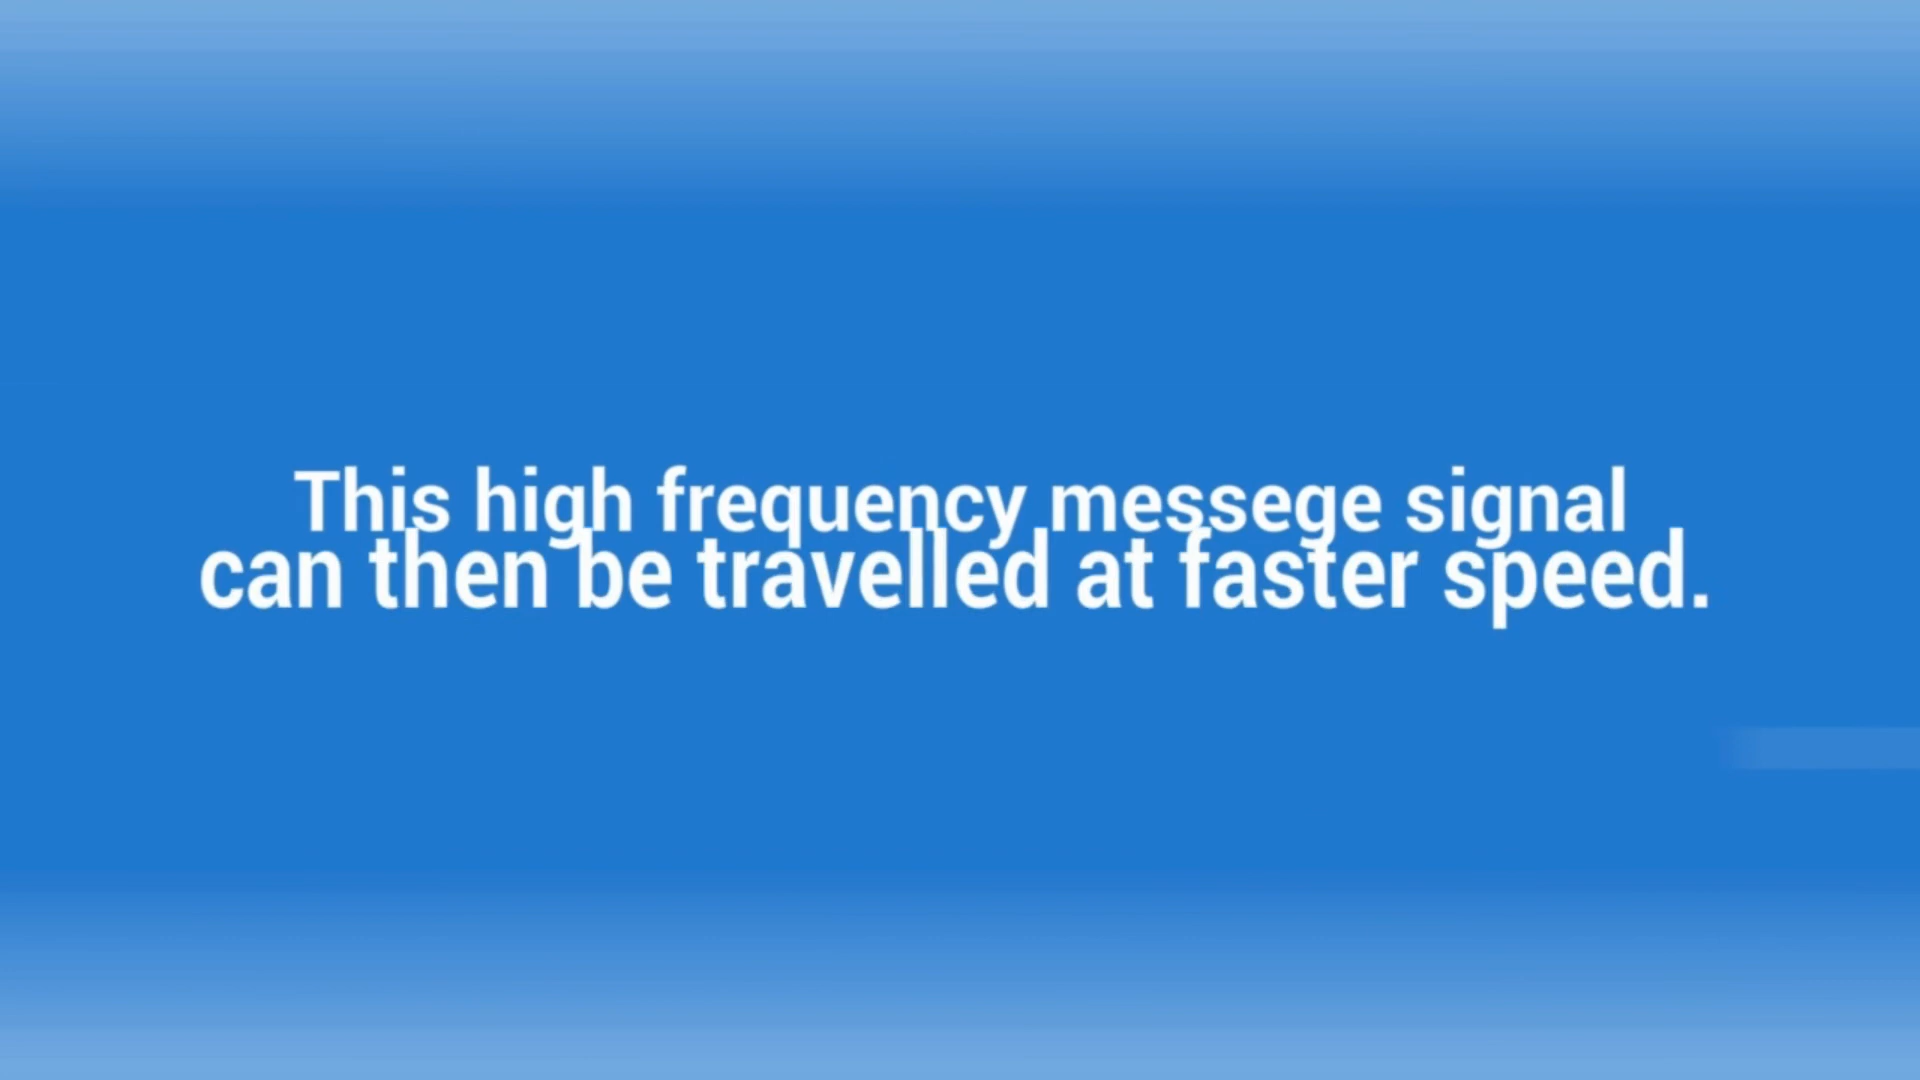 This high frequency messege signal
can then be travelled at faster speed.